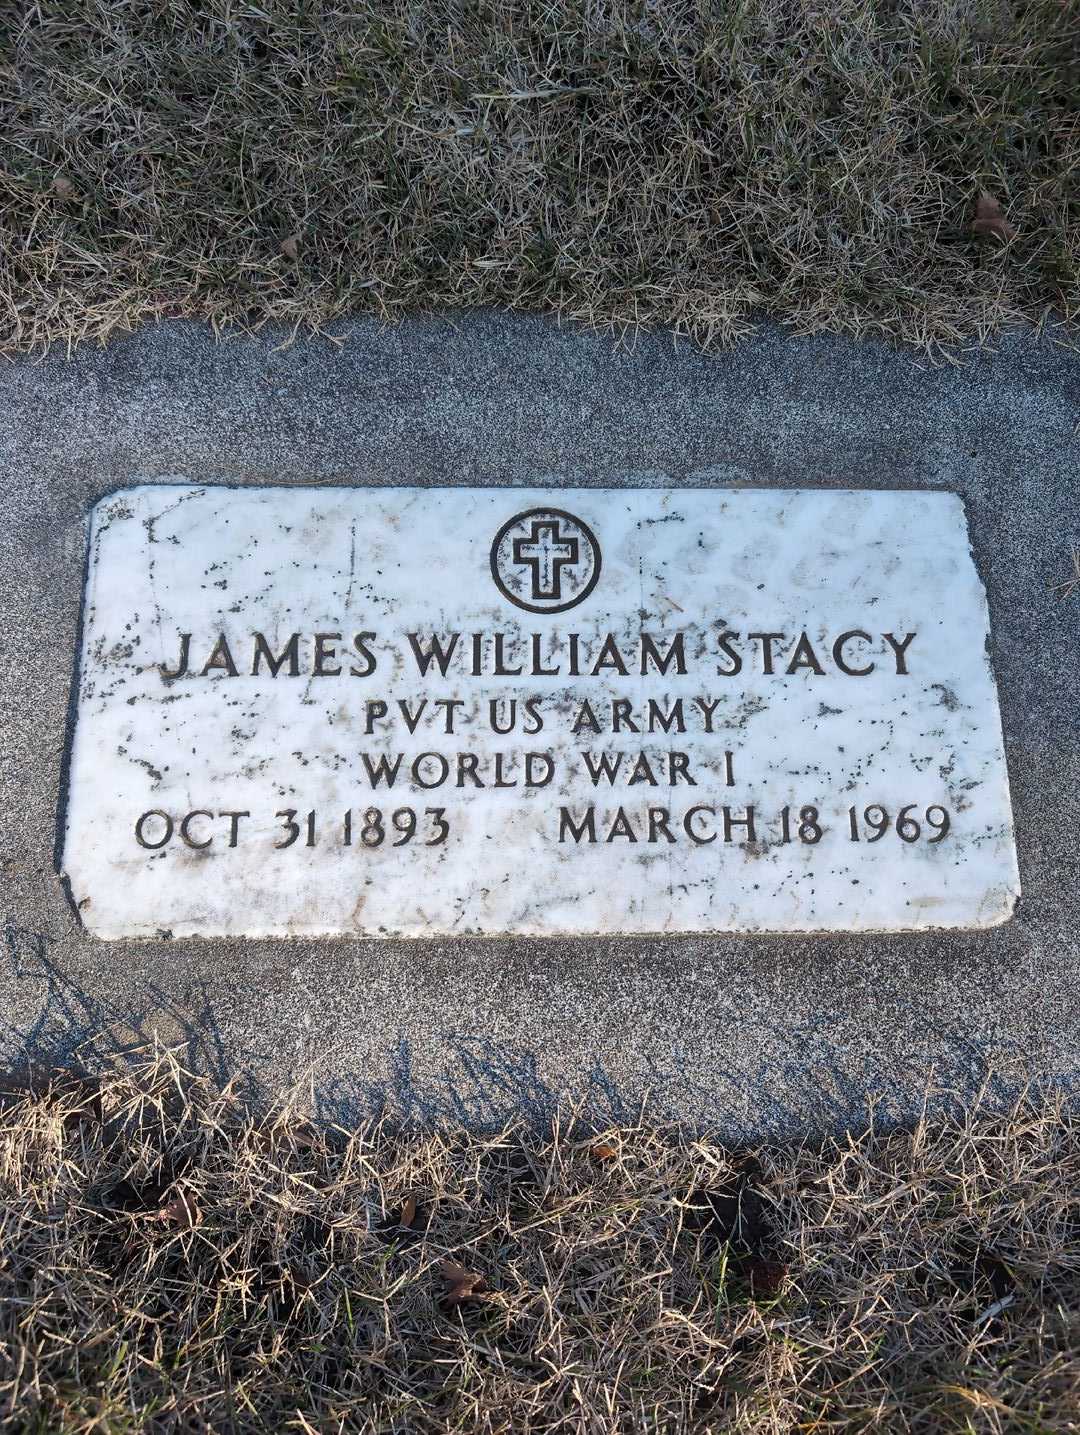 JAMES WILLIAM STACY
PVT US ARMY
WORLD WAR I
OCT 31 1893 MARCH 18 1969